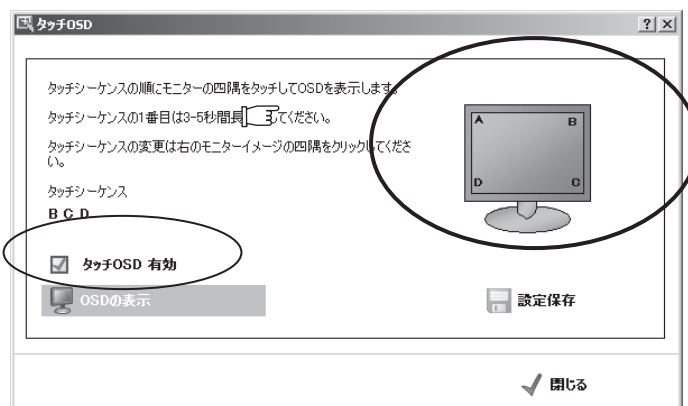 タッチOSD
タッチシーケンスの順にモニターの四隅をタッチしてOSDを表示します。
タッチシーケンスの1番目は3-5秒間長 してください。
タッチシーケンスの変更は右のモニターイメージの四隅をクリックしてくださ
い。
タッチシーケンス
B C D
A B
D C
タッチOSD 有効
OSDの表示
設定保存
閉じる